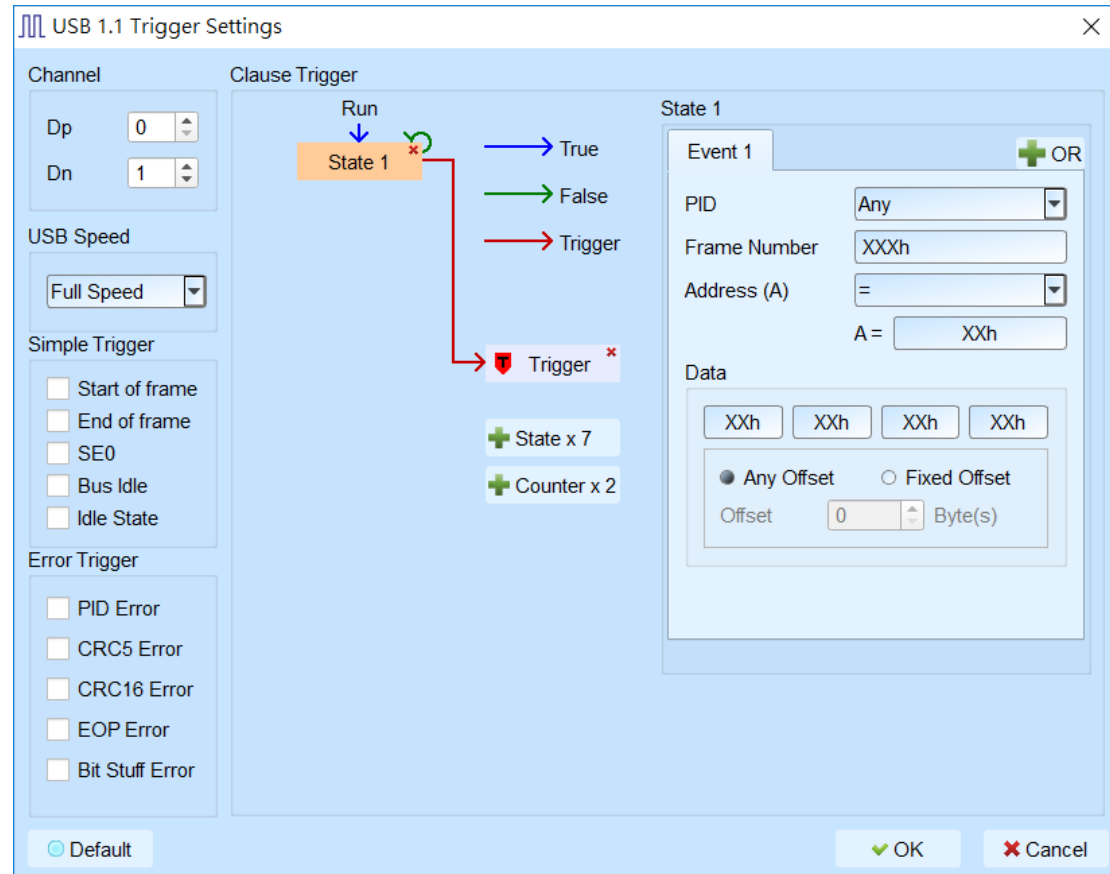 USB 1.1 Trigger Settings
Channel
Dp 0
Dn 1
USB Speed
Full Speed
Simple Trigger
Start of frame
End of frame
SE0
Bus Idle
Idle State
Error Trigger
PID Error
CRC5 Error
CRC16 Error
EOP Error
Bit Stuff Error
Clause Trigger
Run
State 1
True
False
Trigger
T Trigger
State x 7
Counter x 2
State 1
Event 1
OR
PID Any
Frame Number XXXh
Address (A) =
A = XXh
Data
XXh XXh XXh XXh
Any Offset Fixed Offset
Offset 0 Byte(s)
Default
OK
Cancel